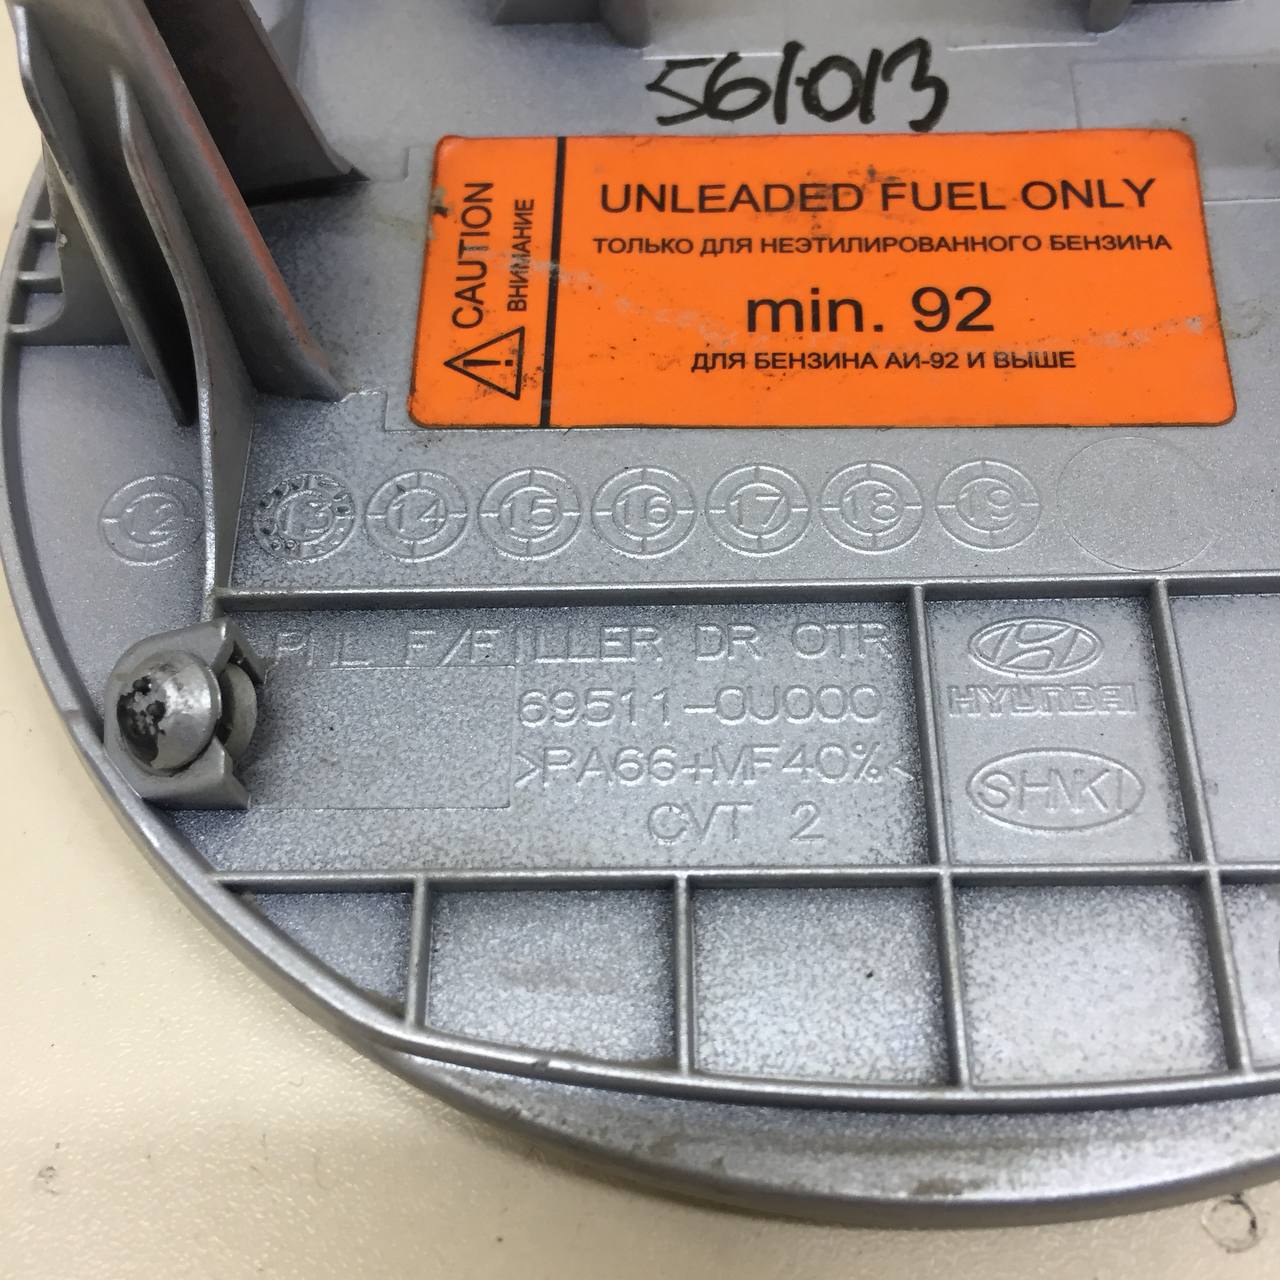 561013
CAUTION
ВНИМАНИЕ
UNLEADED FUEL ONLY
ТОЛЬКО ДЛЯ НЕЭТИЛИРОВАННОГО БЕНЗИНА
min. 92
ДЛЯ БЕНЗИНА АИ-92 И ВЫШЕ
12 13 14 15 16 17 18 19
PNL F/FILLER DR OTR
69511-0U000
>PA66+MF40%<
CVT 2
HYUNDAI